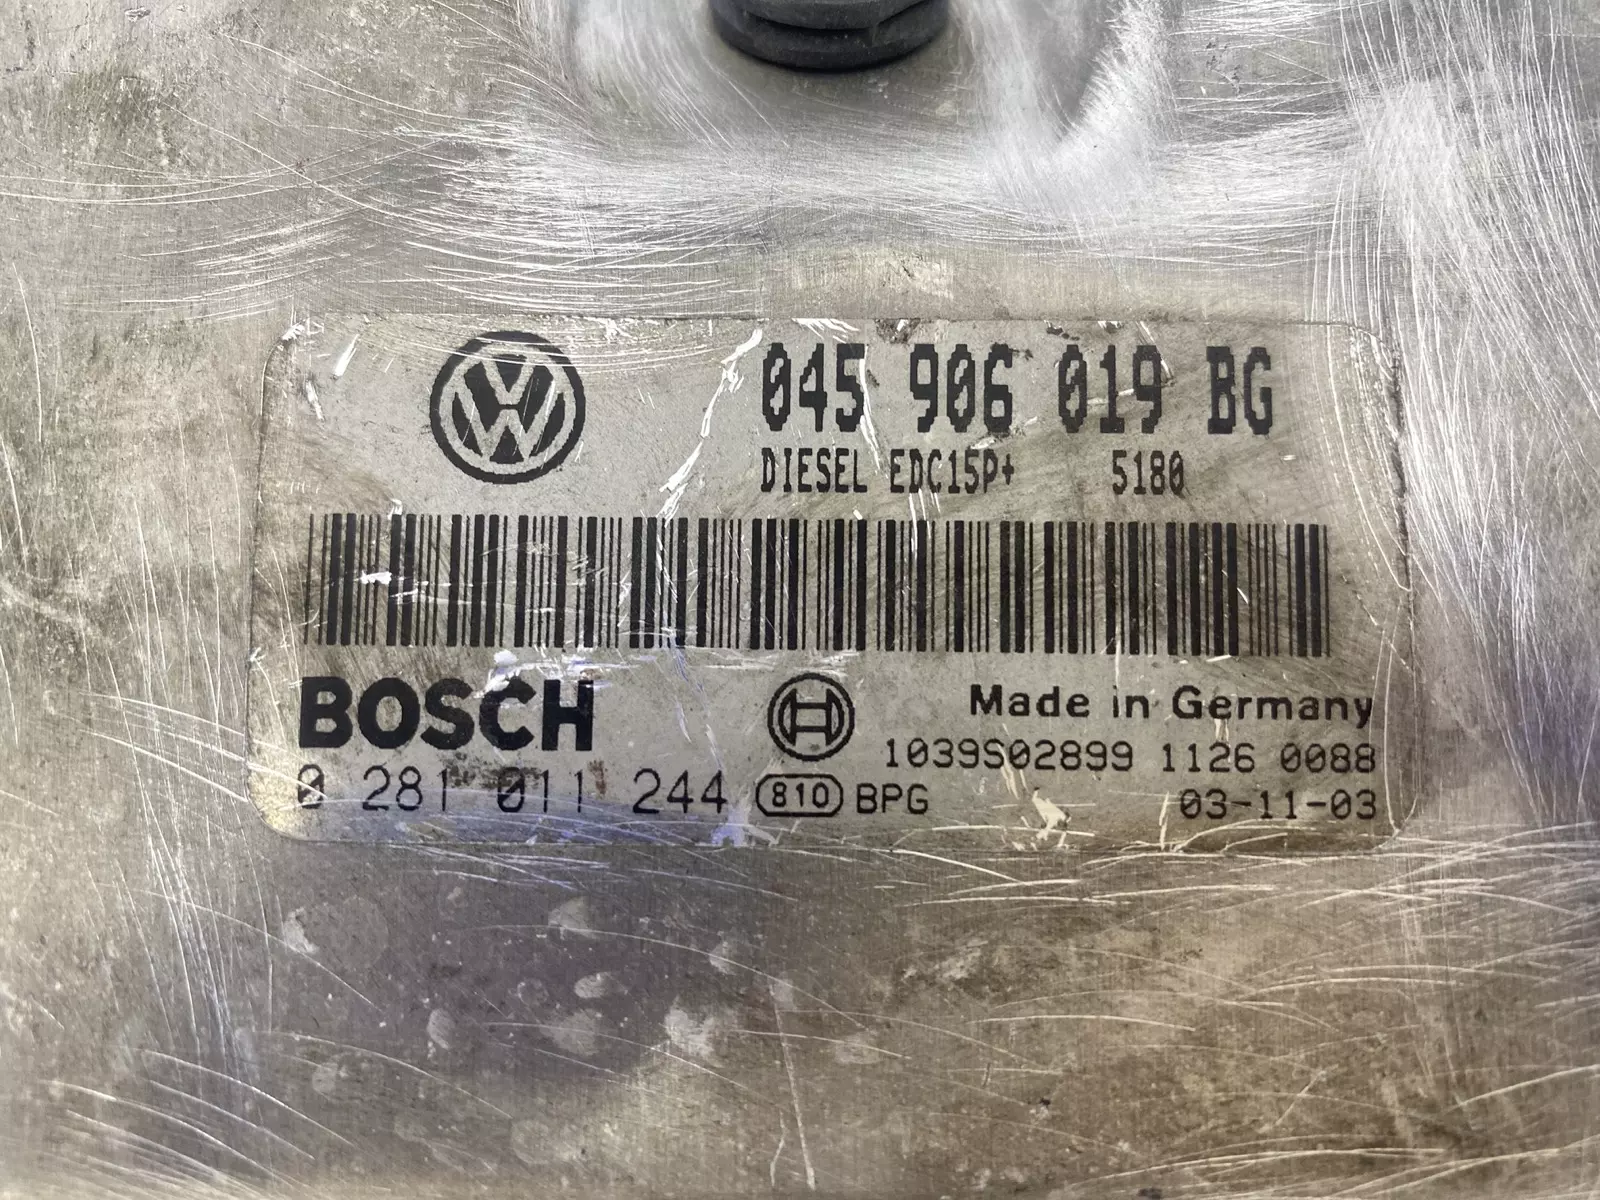 045 906 019 BG
DIESEL EDC15P+ 5180
BOSCH
Made in Germany
1039S02899 1126 0088
0 281 011 244 810 BPG 03-11-03